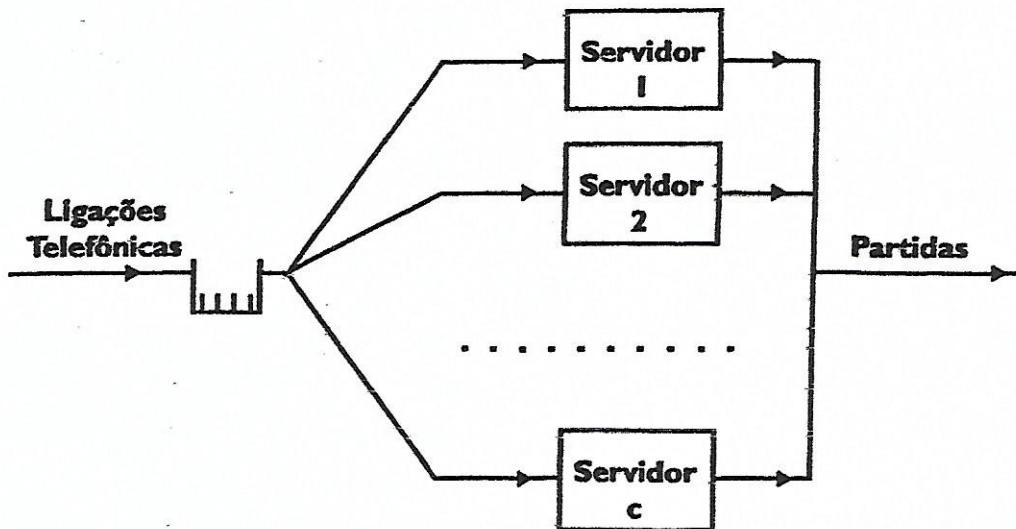 Servidor
1
Servidor
2
Ligações
Telefônicas
Partidas
Servidor
c